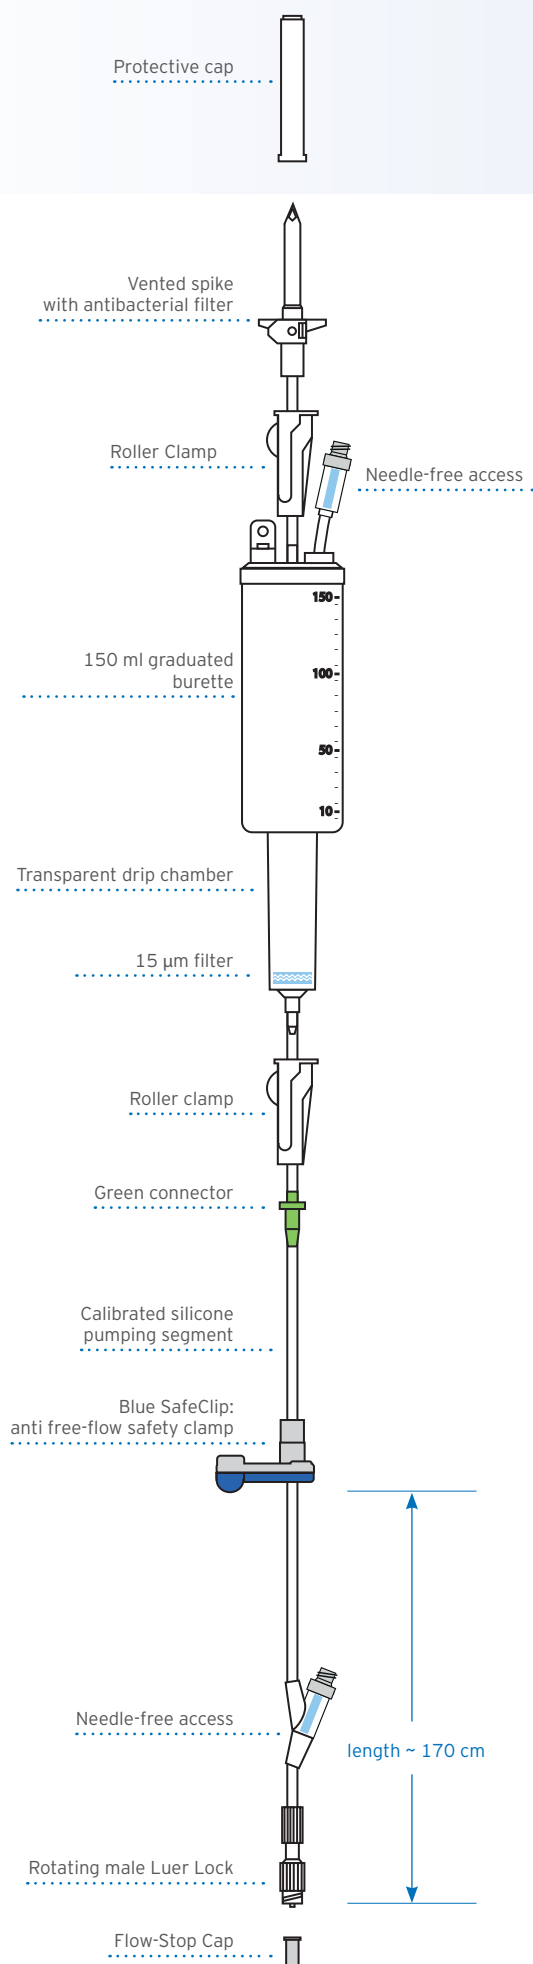 Protective cap
Vented spike
with antibacterial filter
Roller Clamp
Needle-free access
150-
150 ml graduated
burette
100-
50-
10-
Transparent drip chamber
15 µm filter
Roller clamp
Green connector
Calibrated silicone
pumping segment
Blue SafeClip:
anti free-flow safety clamp
Needle-free access
length ~ 170 cm
Rotating male Luer Lock
Flow-Stop Cap